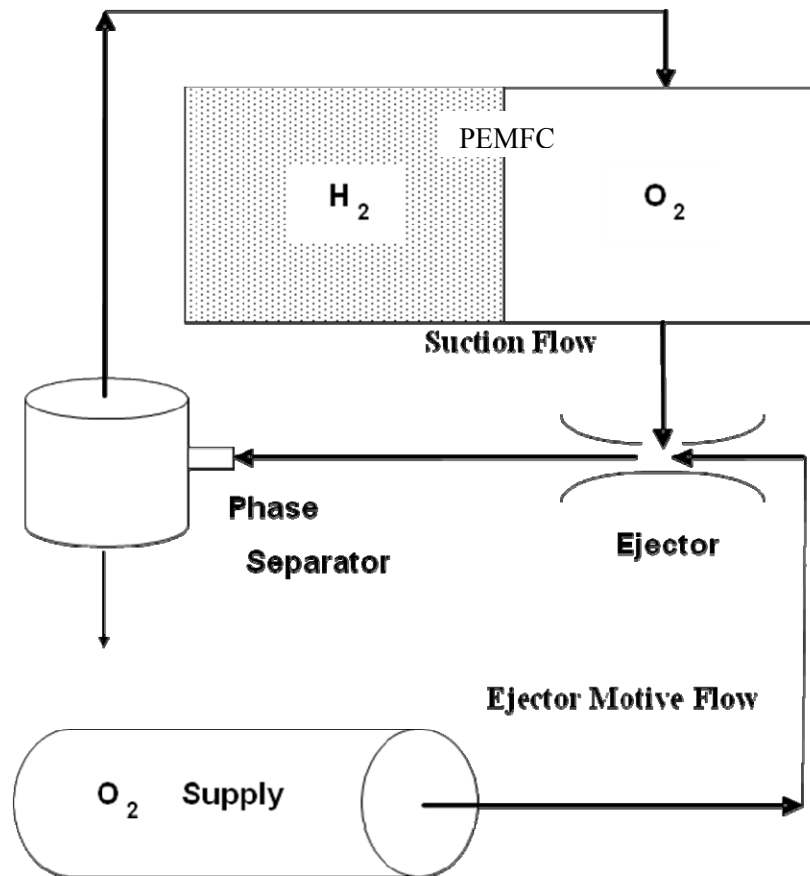 PEMFC
H2
O2
Suction Flow
Phase
Separator
Ejector
Ejector Motive Flow
O2 Supply